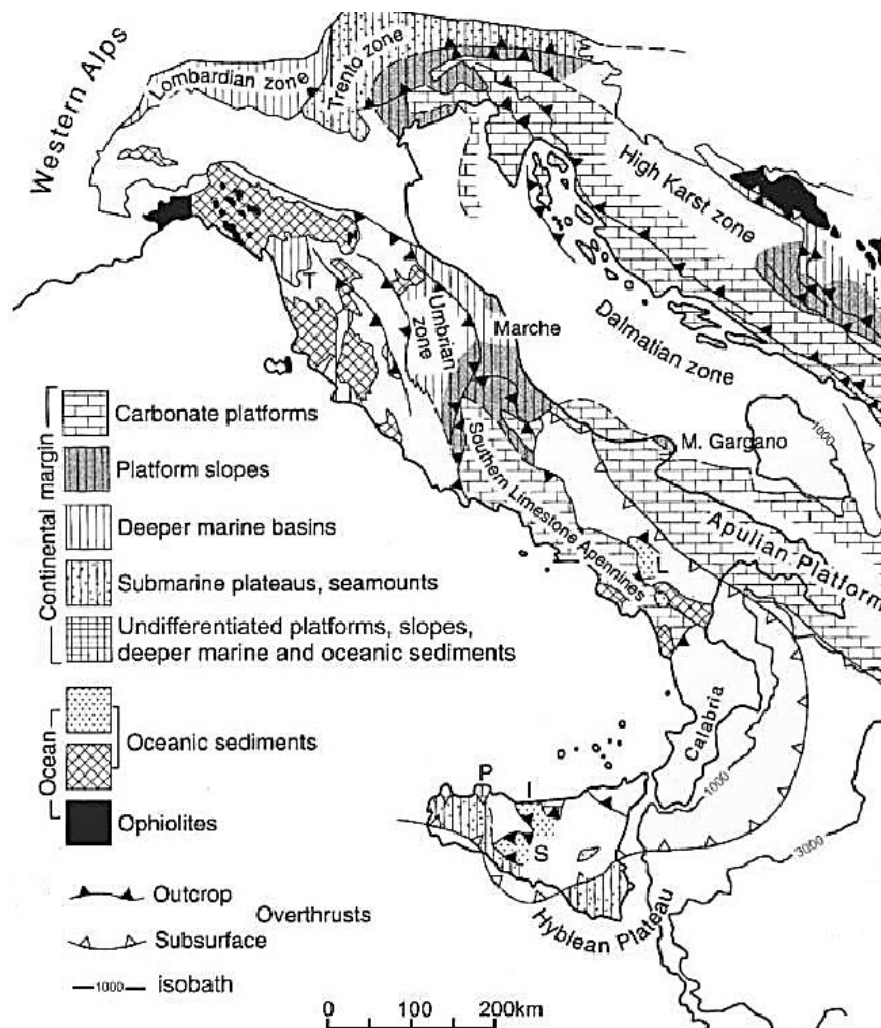 Western Alps
Lombardian zone
Trento zone
High Karst zone
T
Umbrian
zone
Marche
Dalmatian zone
M. Gargano
1000
Southern Limestone Apennines
Apulian Platform
L
Calabria
1000
3000
P
I
S
Hyblean Plateau
Continental margin
Carbonate platforms
Platform slopes
Deeper marine basins
Submarine plateaus, seamounts
Undifferentiated platforms, slopes,
deeper marine and oceanic sediments
Ocean
Oceanic sediments
Ophiolites
Outcrop
Overthrusts
Subsurface
1000 isobath
0 100 200km